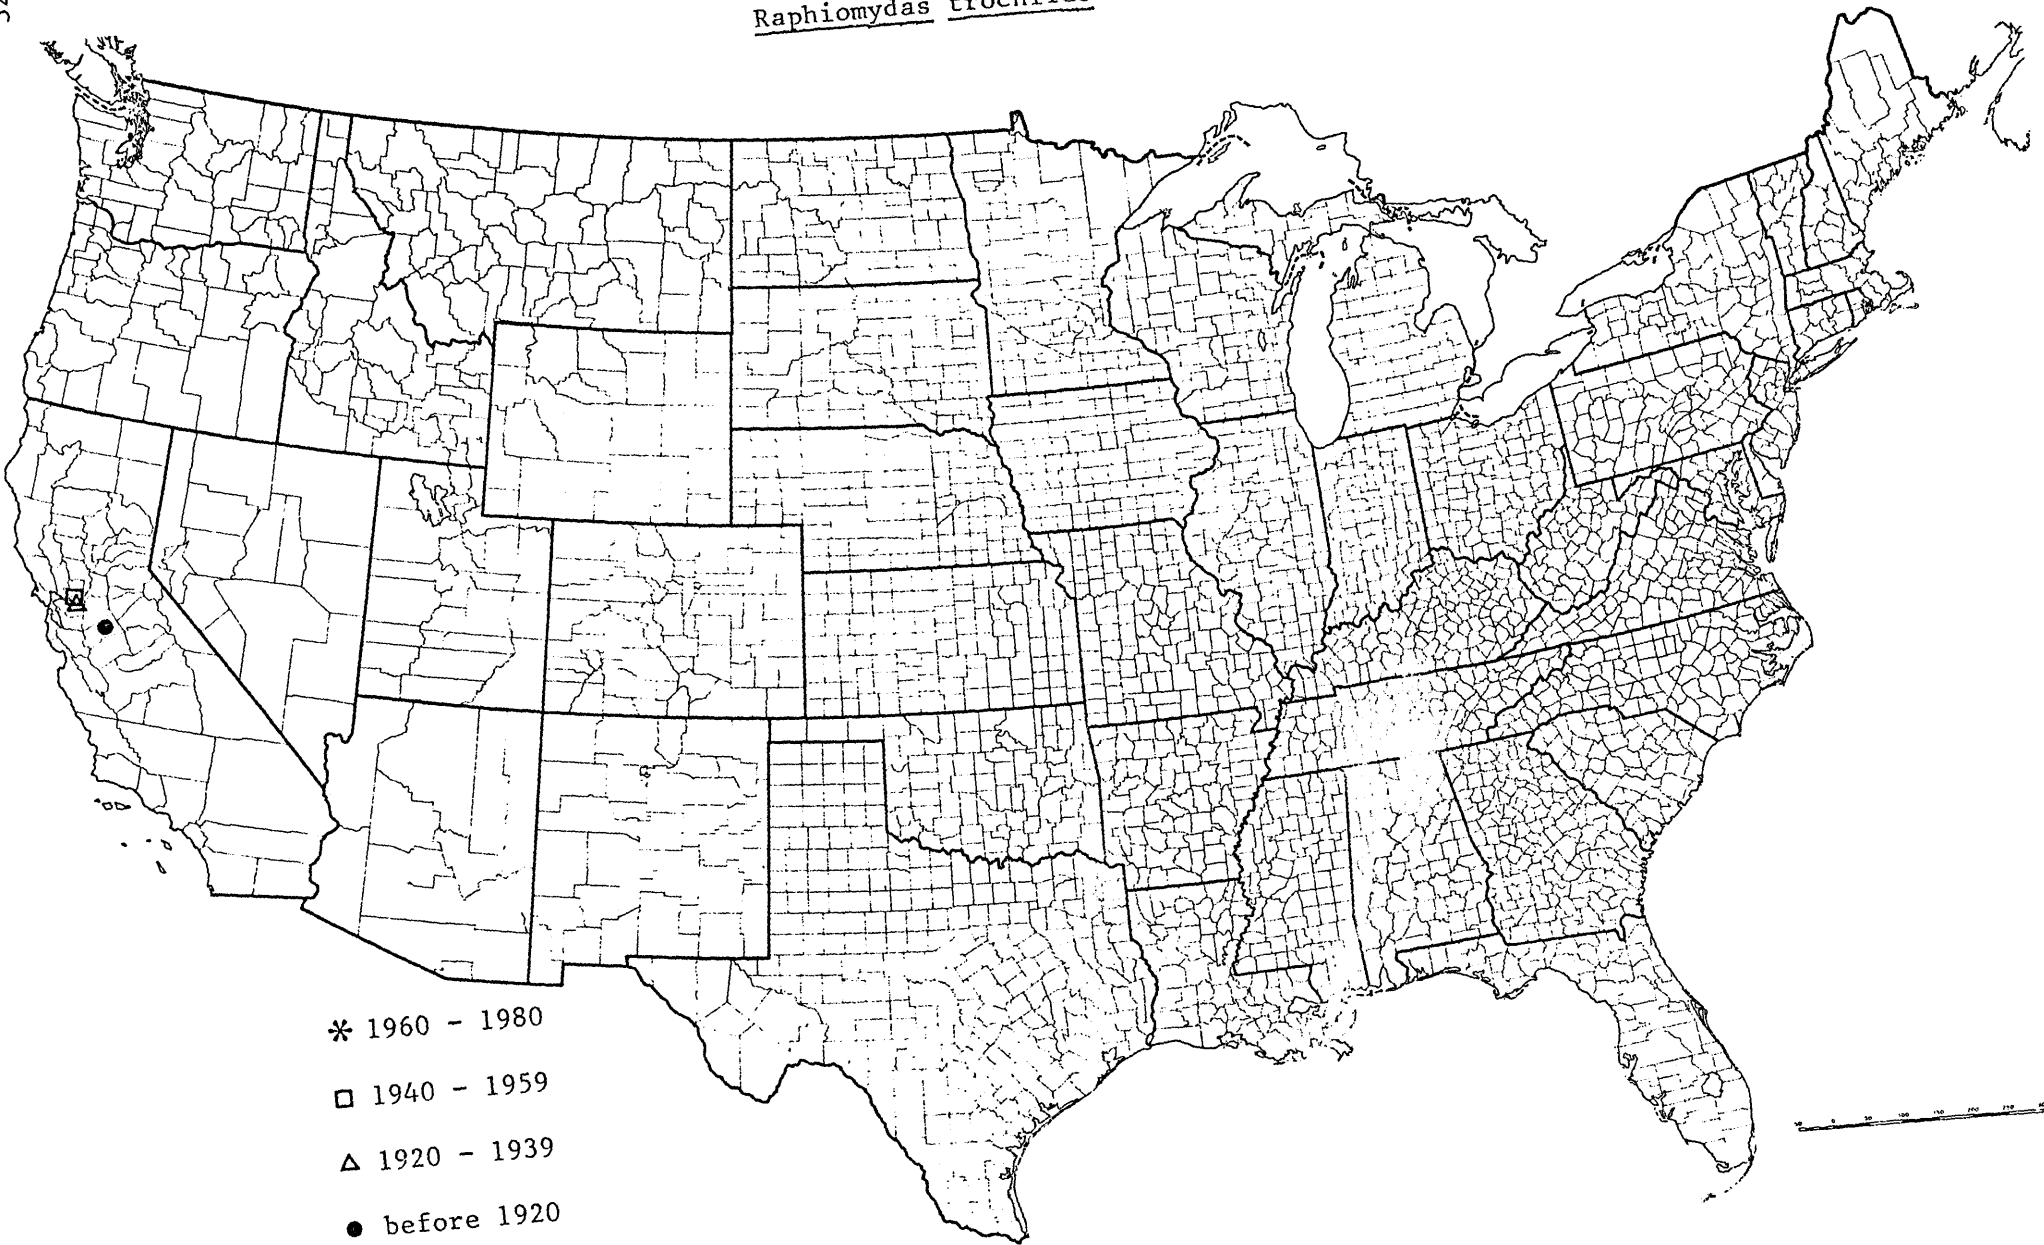 Raphiomydas
* 1960 - 1980
□ 1940 - 1959
△ 1920 - 1939
● before 1920